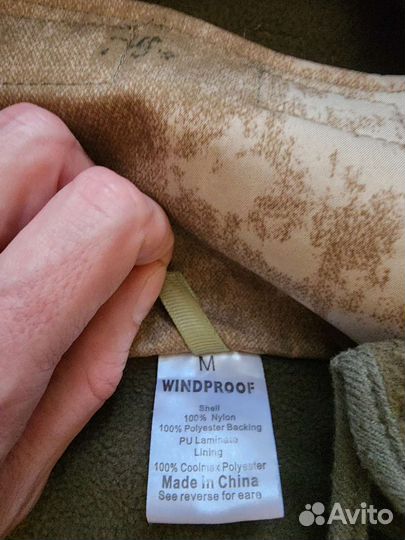 M
WINDPROOF
Shell
100% Nylon
100% Polyester Backing
PU Laminate
Lining
100% Coolmax Polyester
Made in China
See reverse for eare
Avito